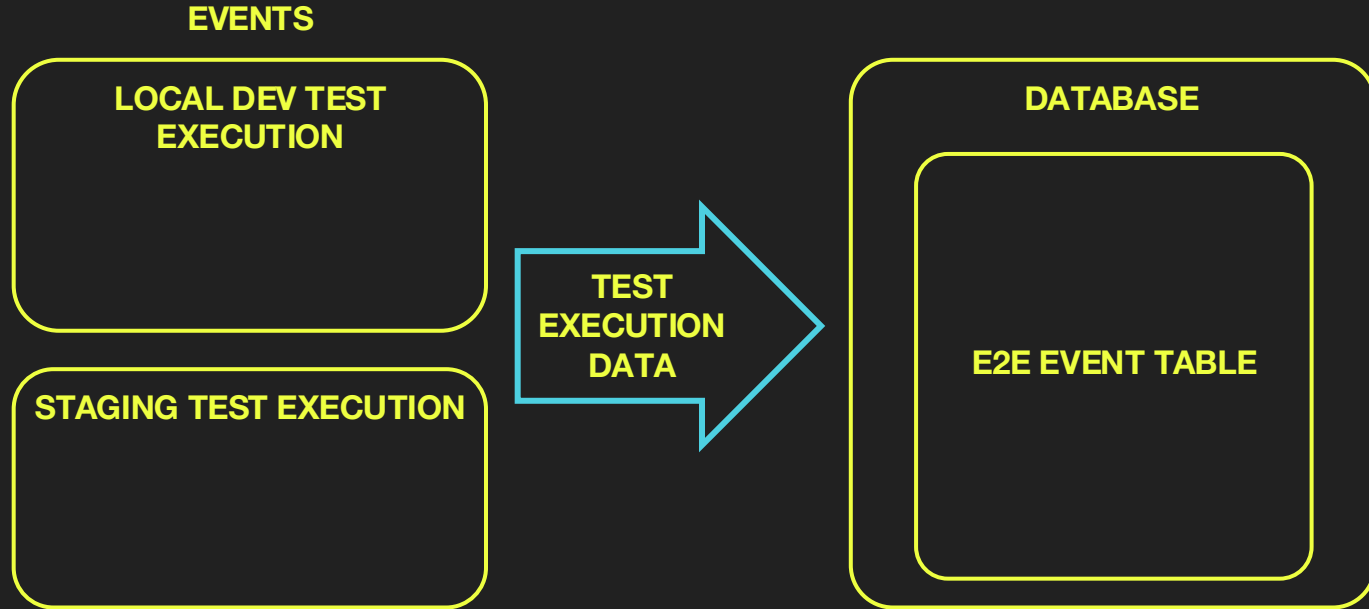 EVENTS
LOCAL DEV TEST
EXECUTION
STAGING TEST EXECUTION
TEST
EXECUTION
DATA
DATABASE
E2E EVENT TABLE